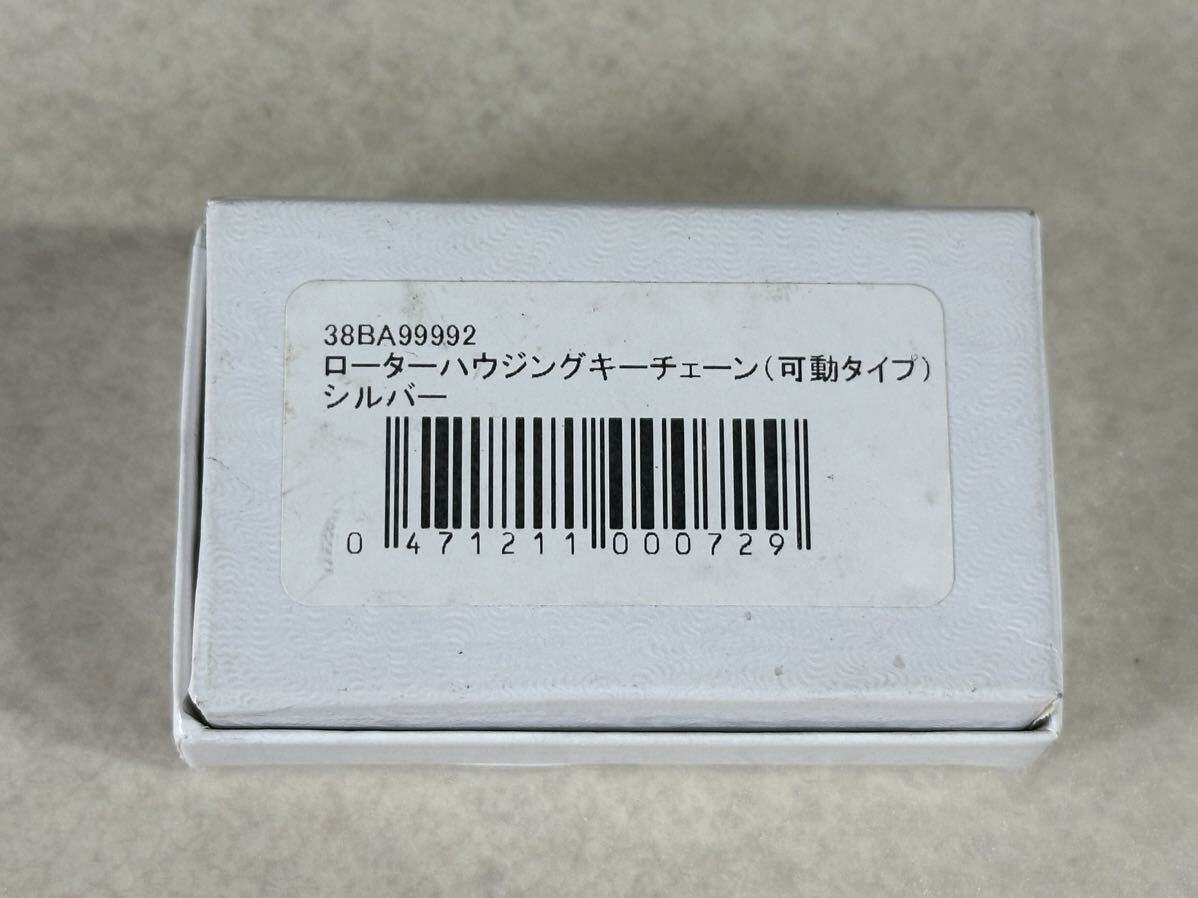 38BA99992
ローターハウジングキーチェーン(可動タイプ)
シルバー
0 471211 000729